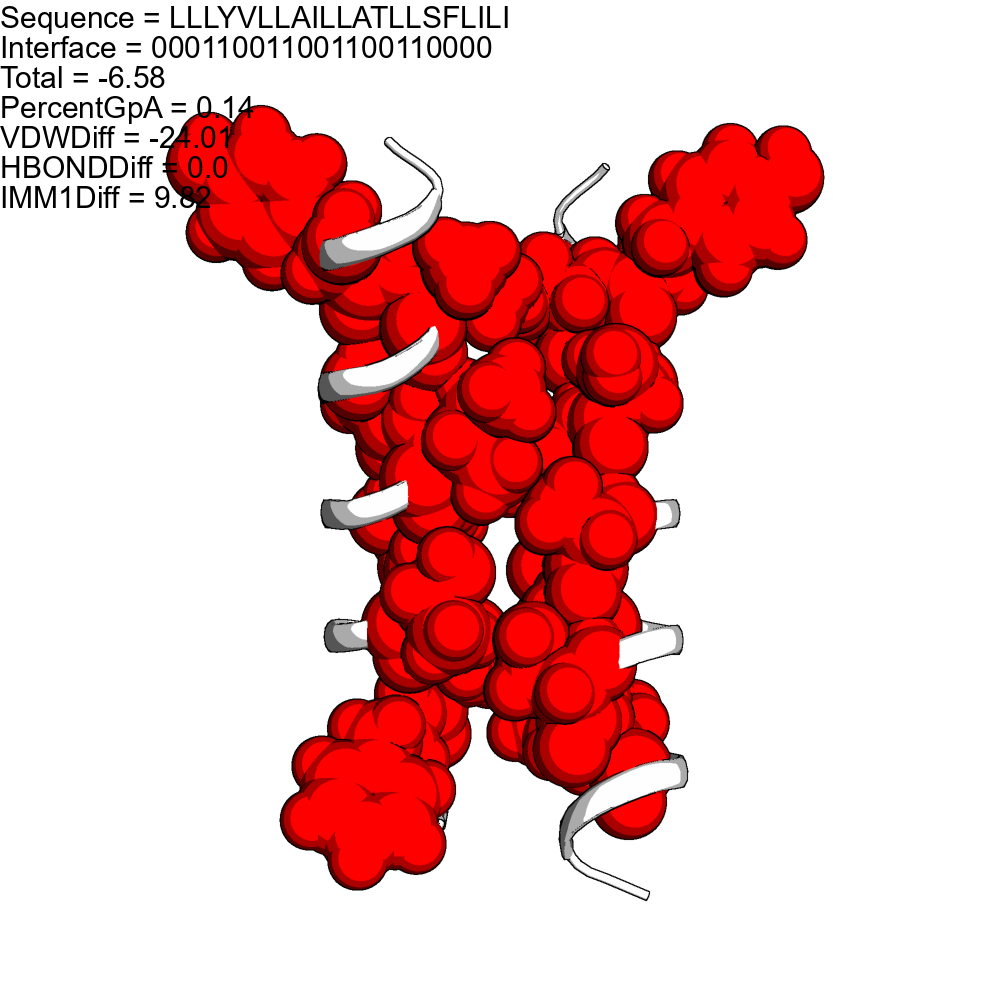 Sequence = LLLYVLLAILLATLLSFLILI
Interface = 000110011001100110000
Total = -6.58
PercentGpA = 0.14
VDWDiff = -24.01
HBONDDiff = 0.0
IMM1Diff = 9.82